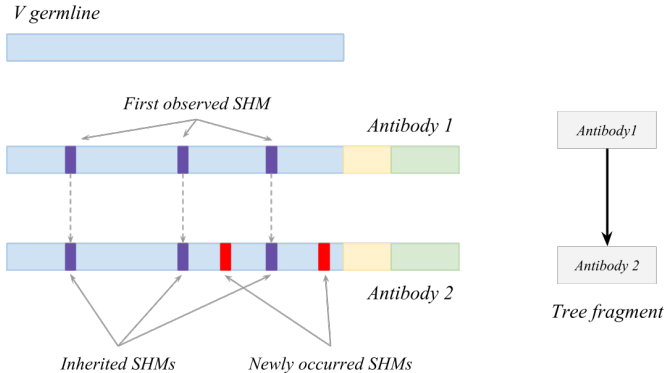 V germline
First observed SHM
Antibody 1
Antibody1
Antibody 2
Antibody 2
Tree fragment
Inherited SHMs
Newly occurred SHMs